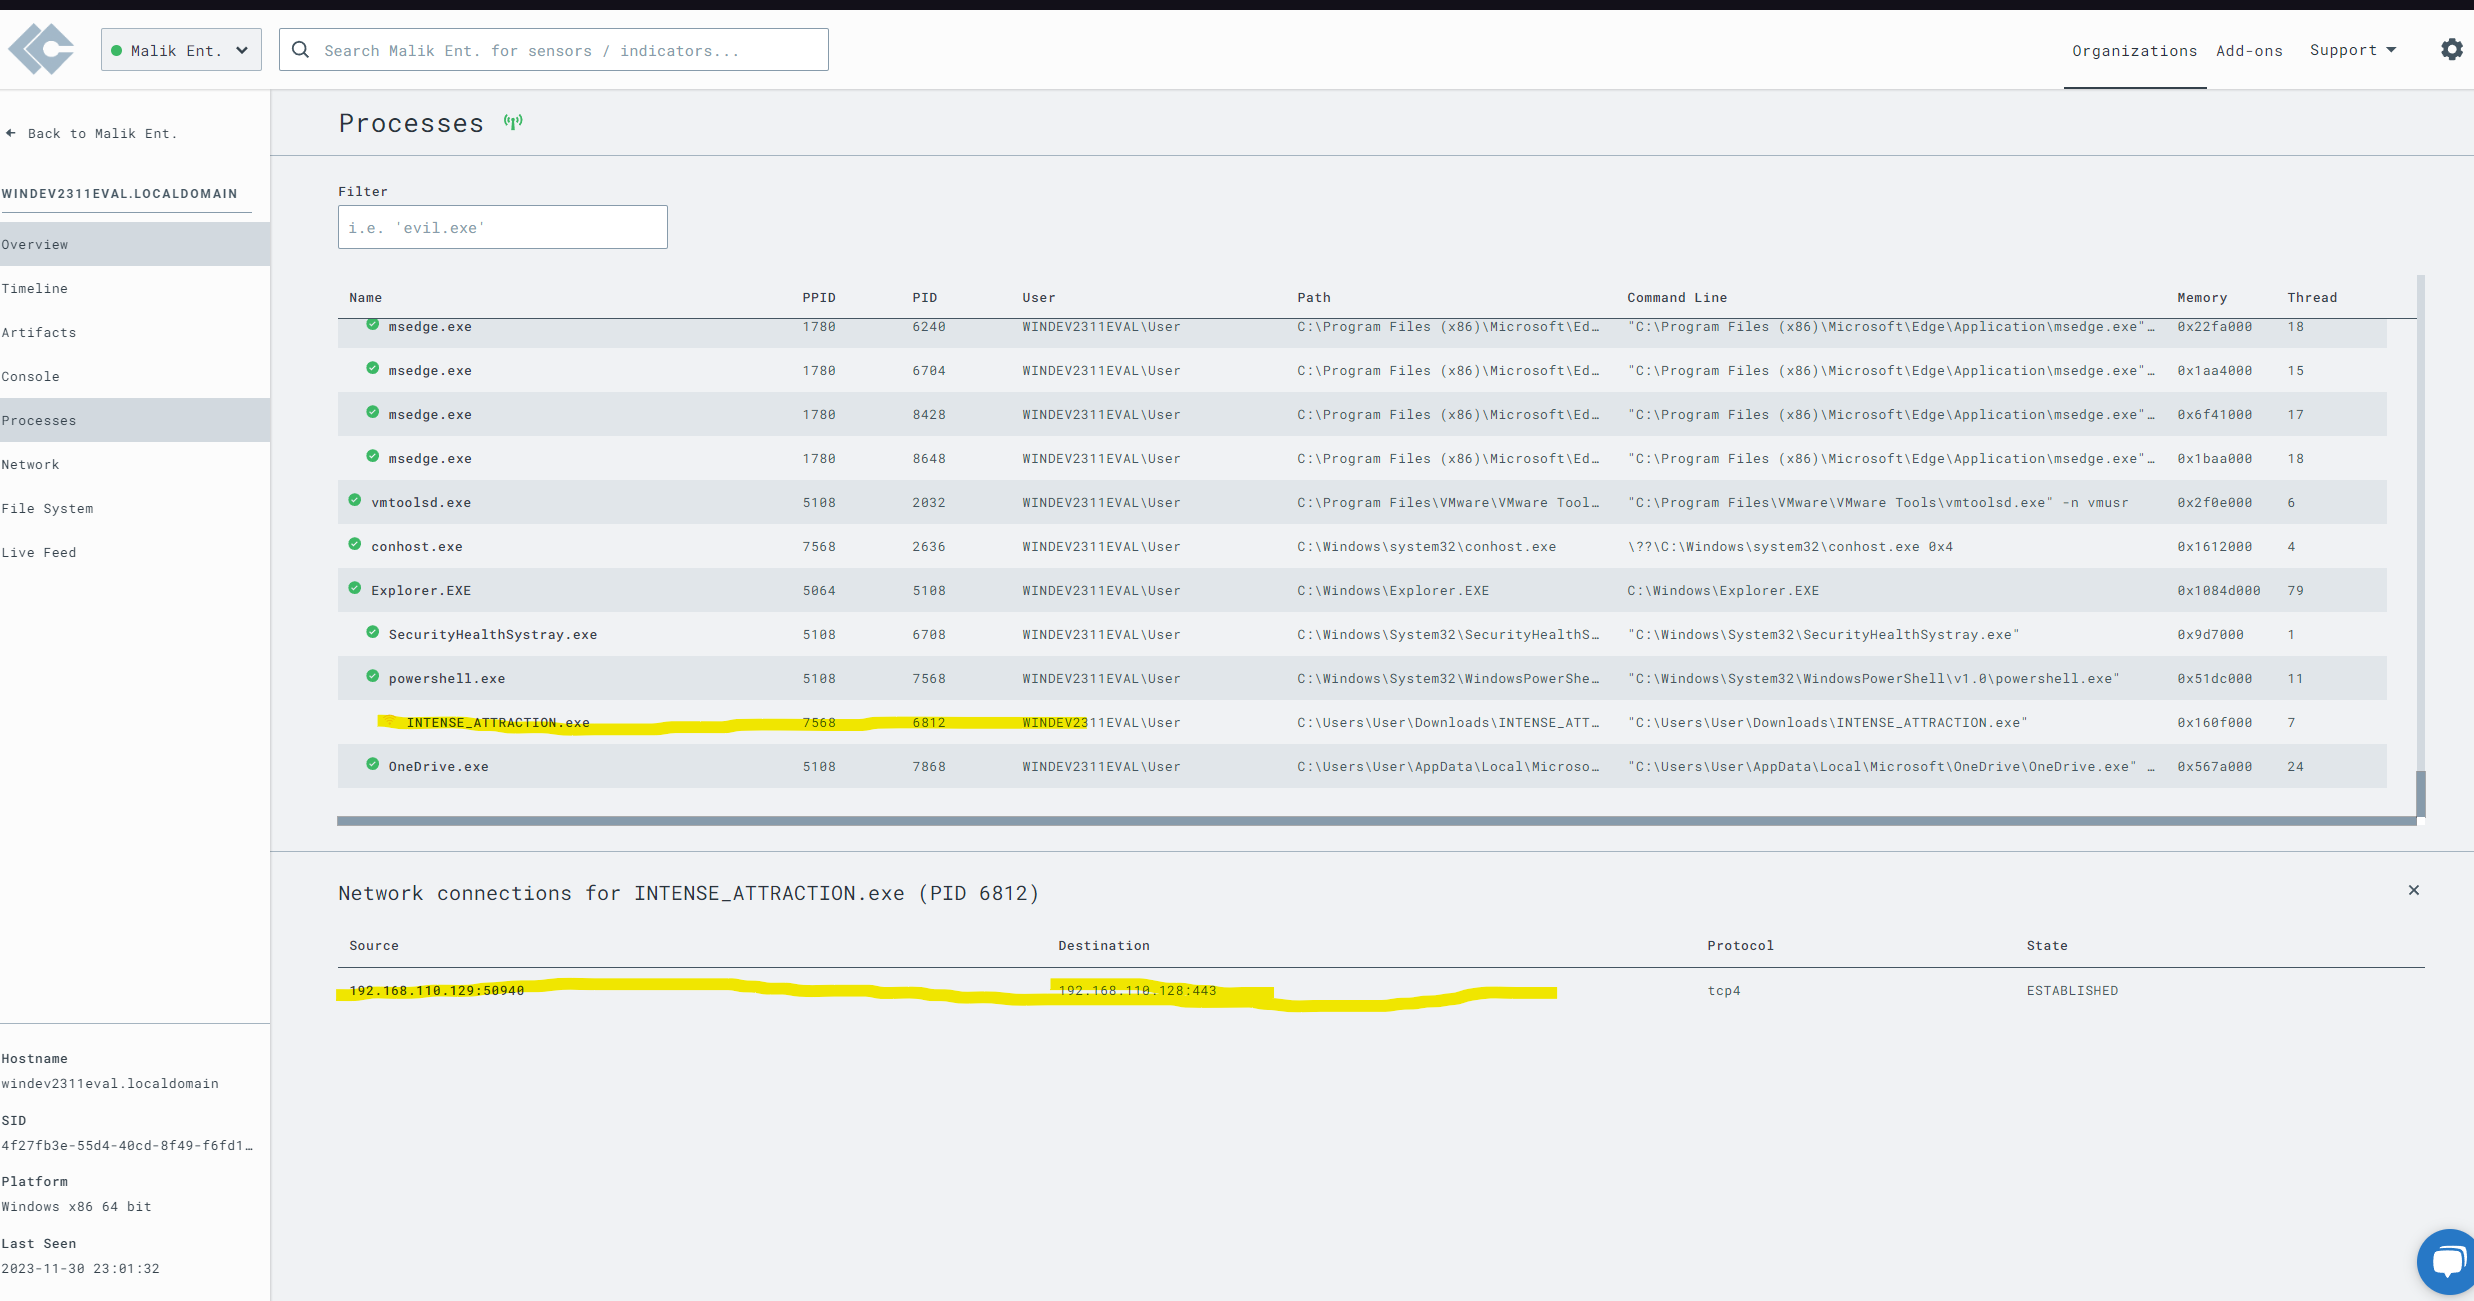 Malik Ent.
Search Malik Ent. for sensors / indicators...
Organizations Add-ons Support
Back to Malik Ent.
WINDEV2311EVAL.LOCALDOMAIN
Overview
Timeline
Artifacts
Console
Processes
Network
File System
Live Feed
Hostname
windev2311eval.localdomain
SID
4f27fb3e-55d4-40cd-8f49-f6fd1…
Platform
Windows x86 64 bit
Last Seen
2023-11-30 23:01:32
Processes
Filter
i.e. 'evil.exe'
Name PPID PID User Path Command Line Memory Thread
msedge.exe 1780 6240 WINDEV2311EVAL\User C:\Program Files (x86)\Microsoft\Ed… "C:\Program Files (x86)\Microsoft\Edge\Application\msedge.exe"… 0x22fa000 18
msedge.exe 1780 6704 WINDEV2311EVAL\User C:\Program Files (x86)\Microsoft\Ed… "C:\Program Files (x86)\Microsoft\Edge\Application\msedge.exe"… 0x1aa4000 15
msedge.exe 1780 8428 WINDEV2311EVAL\User C:\Program Files (x86)\Microsoft\Ed… "C:\Program Files (x86)\Microsoft\Edge\Application\msedge.exe"… 0x6f41000 17
msedge.exe 1780 8648 WINDEV2311EVAL\User C:\Program Files (x86)\Microsoft\Ed… "C:\Program Files (x86)\Microsoft\Edge\Application\msedge.exe"… 0x1baa000 18
vmtoolsd.exe 5108 2032 WINDEV2311EVAL\User C:\Program Files\VMware\VMware Tool… "C:\Program Files\VMware\VMware Tools\vmtoolsd.exe" -n vmusr 0x2f0e000 6
conhost.exe 7568 2636 WINDEV2311EVAL\User C:\Windows\system32\conhost.exe \??\C:\Windows\system32\conhost.exe 0x4 0x1612000 4
Explorer.EXE 5064 5108 WINDEV2311EVAL\User C:\Windows\Explorer.EXE C:\Windows\Explorer.EXE 0x1084d000 79
SecurityHealthSystray.exe 5108 6708 WINDEV2311EVAL\User C:\Windows\System32\SecurityHealthS… "C:\Windows\System32\SecurityHealthSystray.exe" 0x9d7000 1
powershell.exe 5108 7568 WINDEV2311EVAL\User C:\Windows\System32\WindowsPowerShe… "C:\Windows\System32\WindowsPowerShell\v1.0\powershell.exe" 0x51dc000 11
INTENSE_ATTRACTION.exe 7568 6812 WINDEV2311EVAL\User C:\Users\User\Downloads\INTENSE_ATT… "C:\Users\User\Downloads\INTENSE_ATTRACTION.exe" 0x160f000 7
OneDrive.exe 5108 7868 WINDEV2311EVAL\User C:\Users\User\AppData\Local\Microso… "C:\Users\User\AppData\Local\Microsoft\OneDrive\OneDrive.exe" … 0x567a000 24
Network connections for INTENSE_ATTRACTION.exe (PID 6812)
Source Destination Protocol State
192.168.110.129:50940 192.168.110.128:443 tcp4 ESTABLISHED